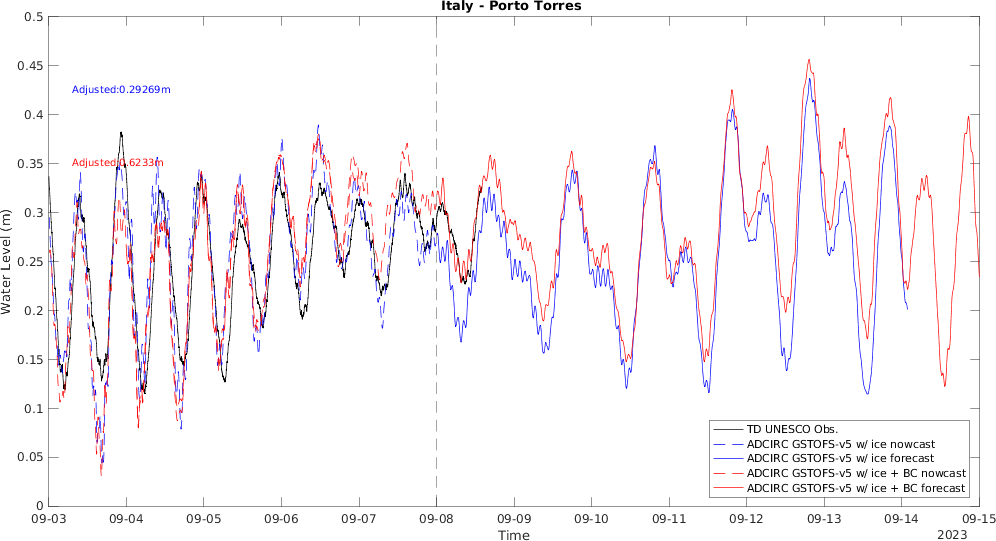 Italy - Porto Torres
Water Level (m)
0.5
0.45
0.4
0.35
0.3
0.25
0.2
0.15
0.1
0.05
0
Adjusted:0.29269m
Adjusted:0.6233m
TD UNESCO Obs.
ADCIRC GSTOFS-v5 w/ ice nowcast
ADCIRC GSTOFS-v5 w/ ice forecast
ADCIRC GSTOFS-v5 w/ ice + BC nowcast
ADCIRC GSTOFS-v5 w/ ice + BC forecast
09-03 09-04 09-05 09-06 09-07 09-08 09-09 09-10 09-11 09-12 09-13 09-14 09-15
Time
2023